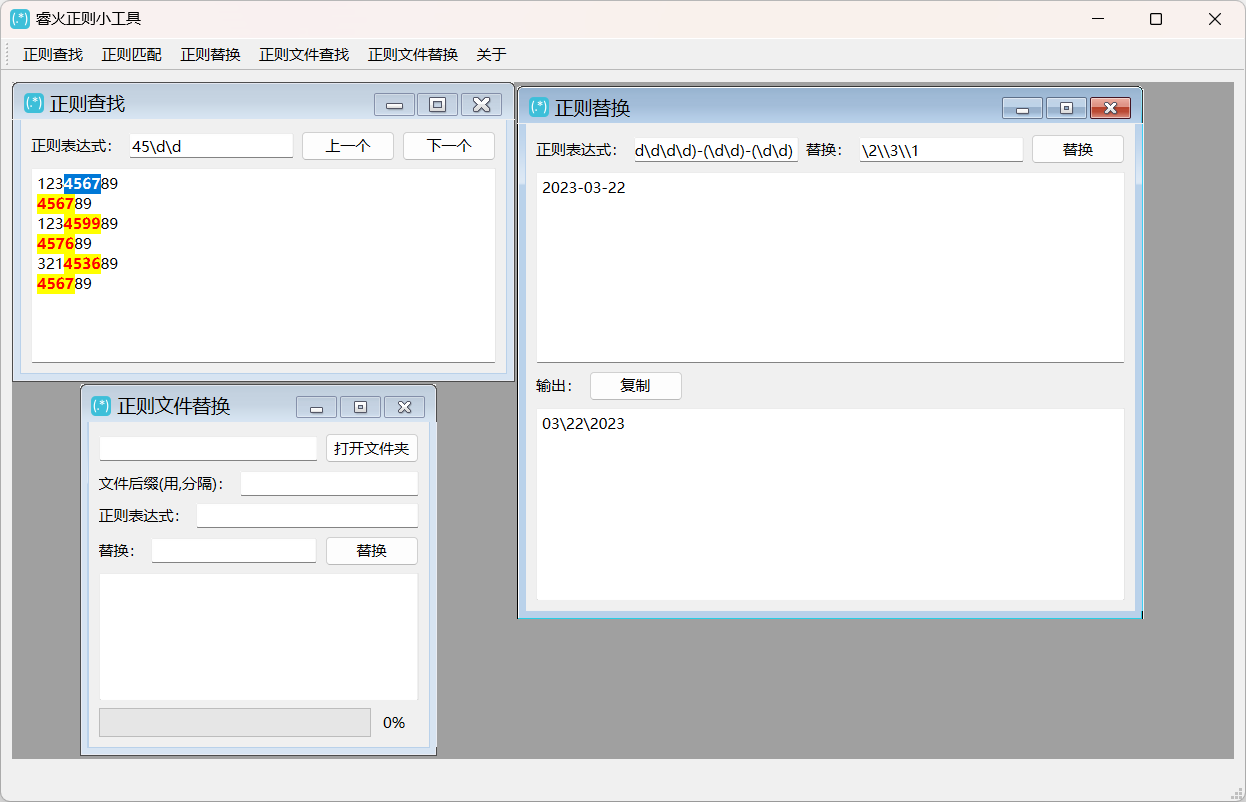 (.*) 睿火正则小工具
正则查找 正则匹配 正则替换 正则文件查找 正则文件替换 关于
(.*) 正则查找
正则表达式： 45\d\d 上一个 下一个
123456789
456789
123459989
457689
321453689
456789
(.*) 正则替换
正则表达式： d\d\d\d)-(\d\d)-(\d\d) 替换： \2\\3\\1 替换
2023-03-22
输出： 复制
03\22\2023
(.*) 正则文件替换
打开文件夹
文件后缀(用,分隔)：
正则表达式：
替换： 替换
0%